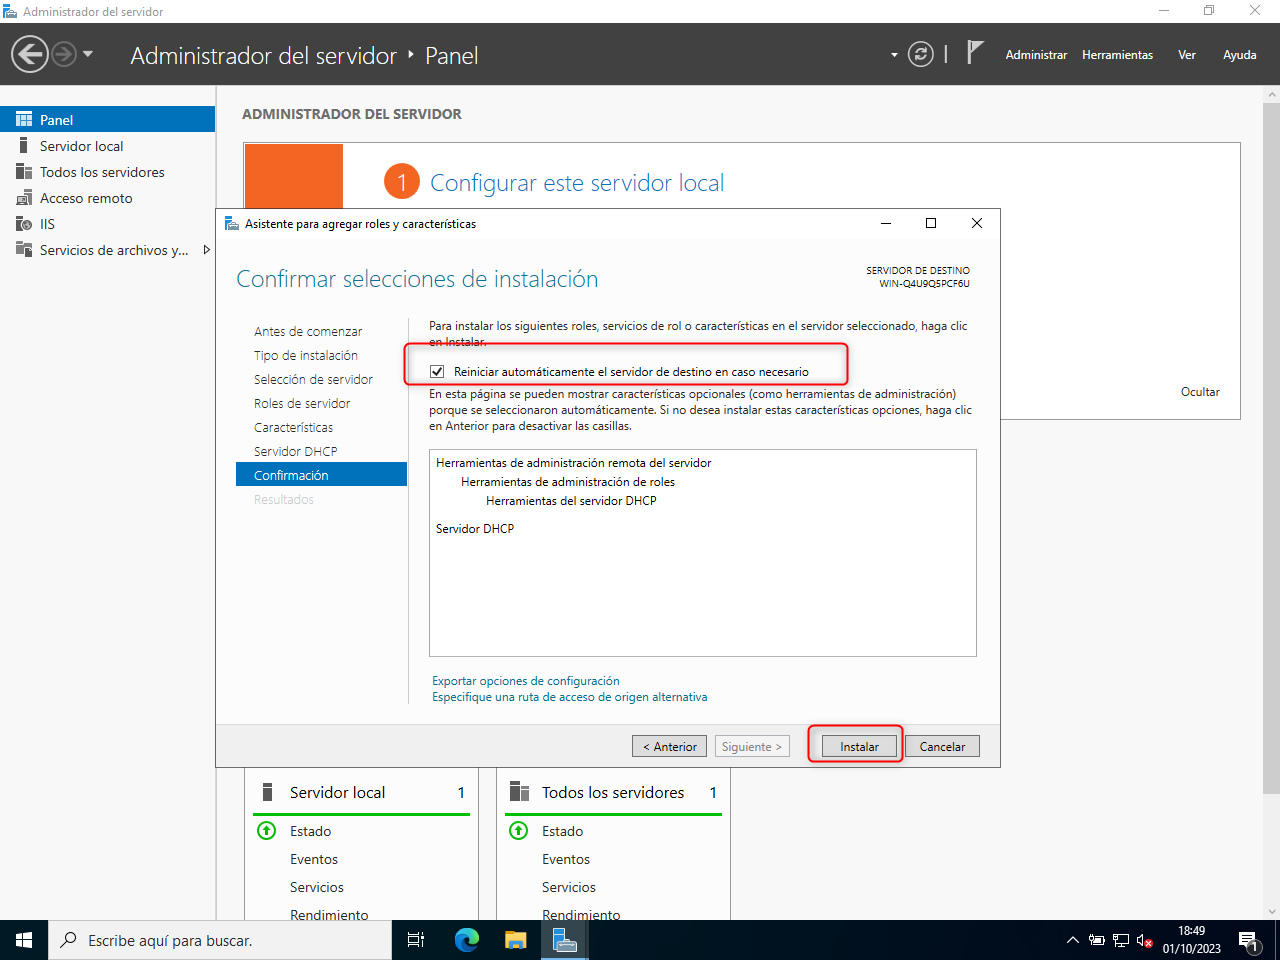 Administrador del servidor
Administrador del servidor ‣ Panel
Administrar Herramientas Ver Ayuda
Panel
Servidor local
Todos los servidores
Acceso remoto
IIS
Servicios de archivos y...
ADMINISTRADOR DEL SERVIDOR
1 Configurar este servidor local
Ocultar
Asistente para agregar roles y características
Confirmar selecciones de instalación
SERVIDOR DE DESTINO
WIN-Q4U9Q5PCF6U
Antes de comenzar
Tipo de instalación
Selección de servidor
Roles de servidor
Características
Servidor DHCP
Confirmación
Resultados
Para instalar los siguientes roles, servicios de rol o características en el servidor seleccionado, haga clic
en Instalar.
Reiniciar automáticamente el servidor de destino en caso necesario
En esta página se pueden mostrar características opcionales (como herramientas de administración)
porque se seleccionaron automáticamente. Si no desea instalar estas características opciones, haga clic
en Anterior para desactivar las casillas.
Herramientas de administración remota del servidor
Herramientas de administración de roles
Herramientas del servidor DHCP
Servidor DHCP
Exportar opciones de configuración
Especifique una ruta de acceso de origen alternativa
< Anterior Siguiente > Instalar Cancelar
Servidor local 1
Estado
Eventos
Servicios
Rendimiento
Todos los servidores 1
Estado
Eventos
Servicios
Rendimiento
Escribe aquí para buscar.
18:49
01/10/2023
1